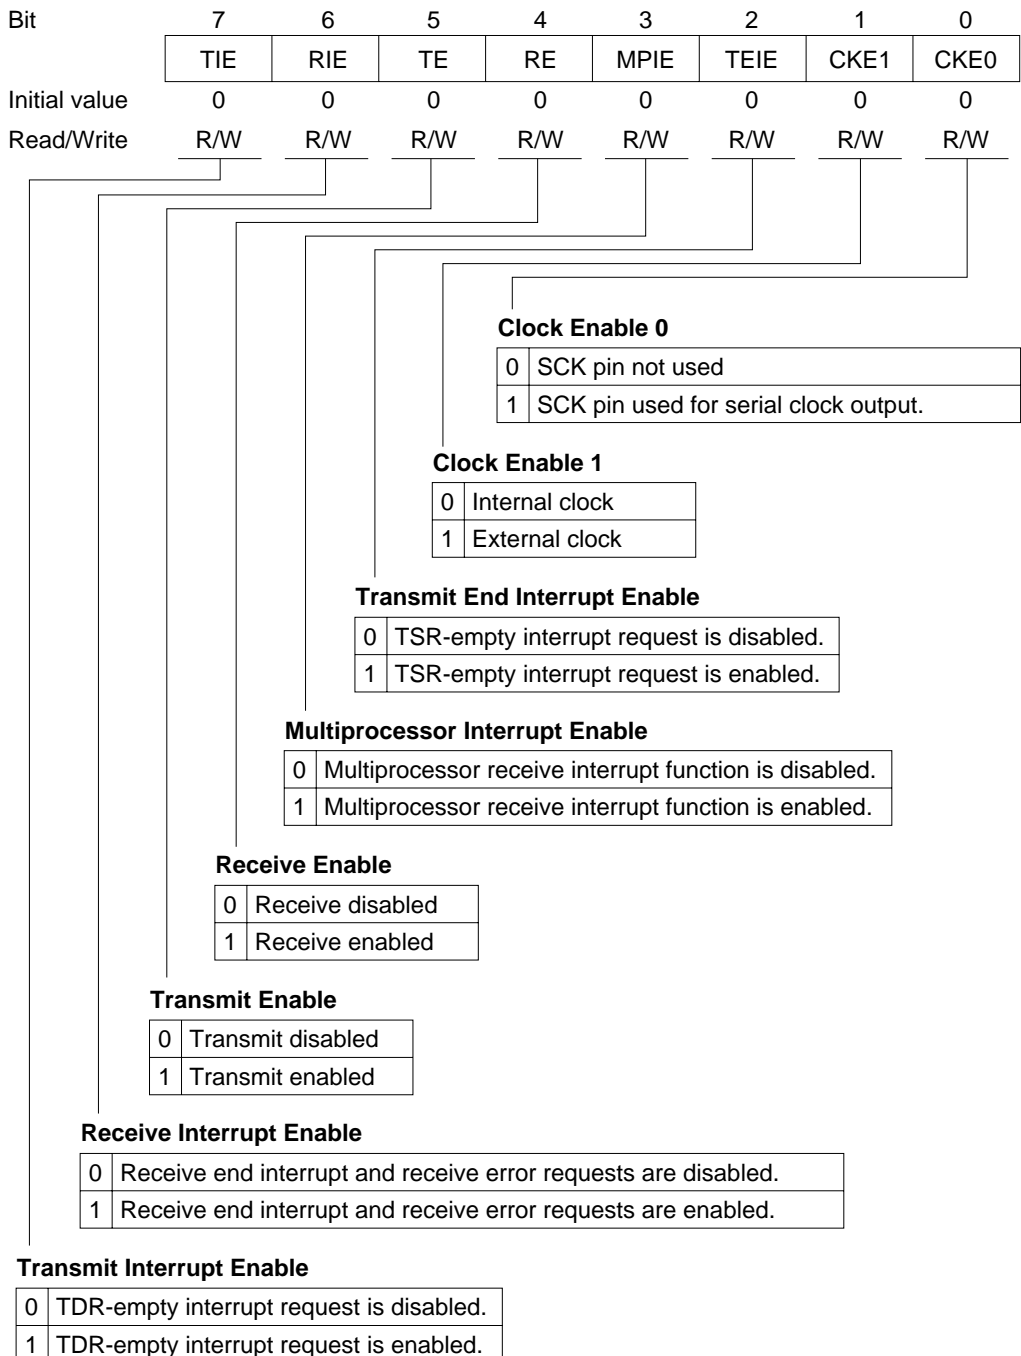 Bit 7 6 5 4 3 2 1 0
TIE RIE TE RE MPIE TEIE CKE1 CKE0
Initial value 0 0 0 0 0 0 0 0
Read/Write R/W R/W R/W R/W R/W R/W R/W R/W
Clock Enable 0
0 SCK pin not used
1 SCK pin used for serial clock output.
Clock Enable 1
0 Internal clock
1 External clock
Transmit End Interrupt Enable
0 TSR-empty interrupt request is disabled.
1 TSR-empty interrupt request is enabled.
Multiprocessor Interrupt Enable
0 Multiprocessor receive interrupt function is disabled.
1 Multiprocessor receive interrupt function is enabled.
Receive Enable
0 Receive disabled
1 Receive enabled
Transmit Enable
0 Transmit disabled
1 Transmit enabled
Receive Interrupt Enable
0 Receive end interrupt and receive error requests are disabled.
1 Receive end interrupt and receive error requests are enabled.
Transmit Interrupt Enable
0 TDR-empty interrupt request is disabled.
1 TDR-empty interrupt request is enabled.